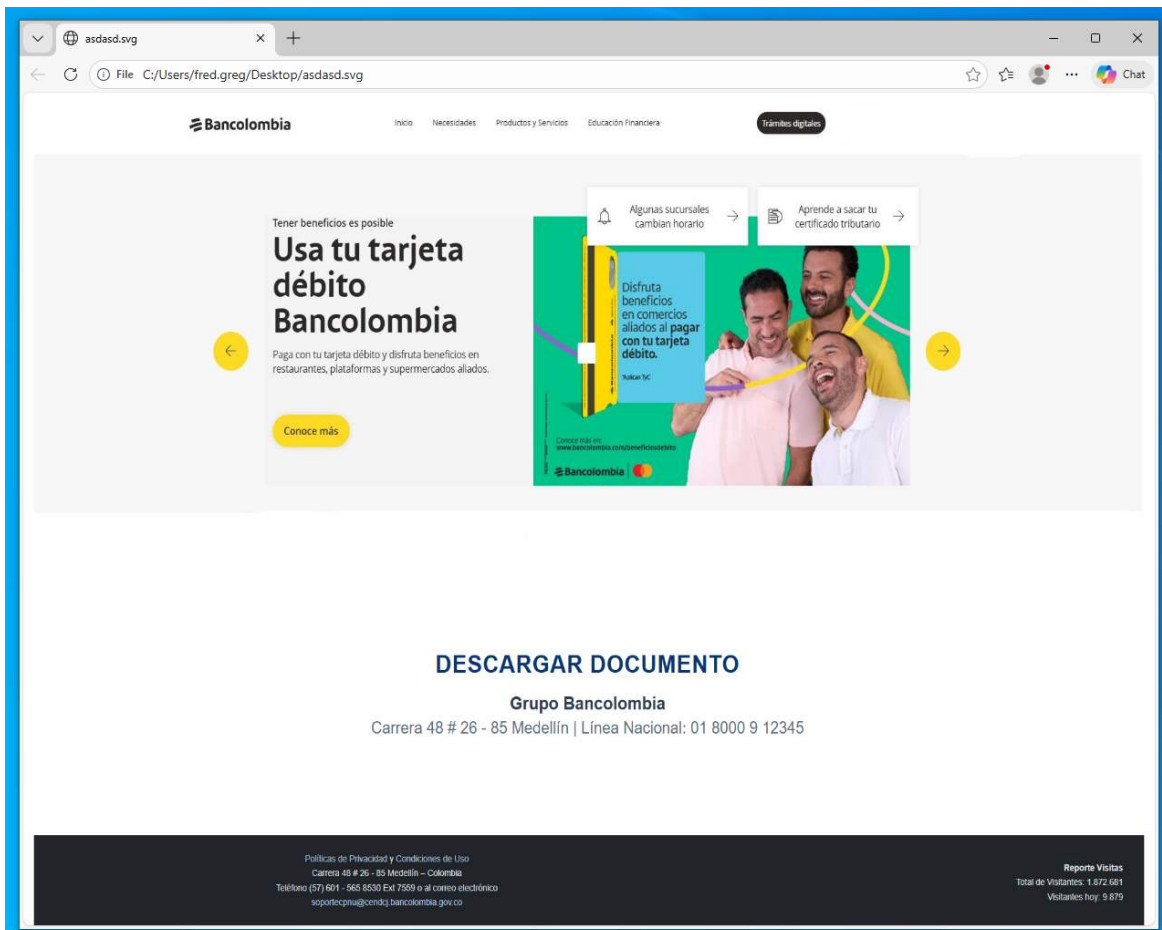 asdasd.svg
File C:/Users/fred.greg/Desktop/asdasd.svg
Chat
Bancolombia
Inicio Necesidades Productos y Servicios Educación Financiera Trámites digitales
Algunas sucursales
cambian horario
Aprende a sacar tu
certificado tributario
Tener beneficios es posible
Usa tu tarjeta
débito
Bancolombia
Paga con tu tarjeta débito y disfruta beneficios en
restaurantes, plataformas y supermercados aliados.
Conoce más
Disfruta
beneficios
en comercios
aliados al pagar
con tu tarjeta
débito.
*Aplican TyC
Conoce más en:
www.bancolombia.com/beneficiosdebito
Bancolombia
DESCARGAR DOCUMENTO
Grupo Bancolombia
Carrera 48 # 26 - 85 Medellín | Línea Nacional: 01 8000 9 12345
Políticas de Privacidad y Condiciones de Uso
Carrera 48 # 26 - 85 Medellín – Colombia
Teléfono (57) 601 - 565 8530 Ext 7559 o al correo electrónico
soportecpnu@cendcj.bancolombia.gov.co
Reporte Visitas
Total de Visitantes: 1.872.681
Visitantes hoy: 9.879